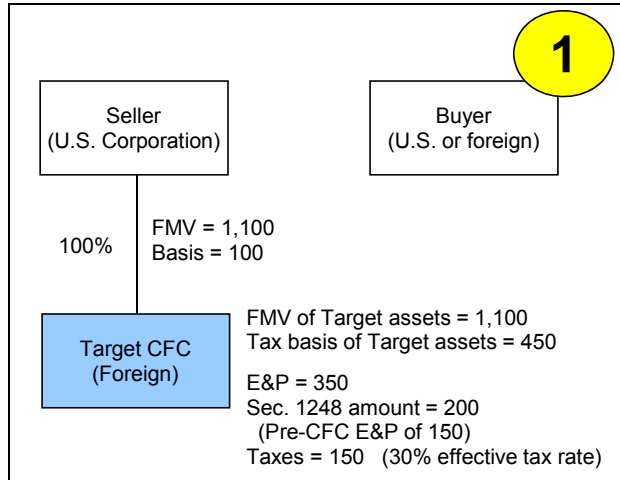 1
Seller
(U.S. Corporation)
Buyer
(U.S. or foreign)
100%
FMV = 1,100
Basis = 100
Target CFC
(Foreign)
FMV of Target assets = 1,100
Tax basis of Target assets = 450
E&P = 350
Sec. 1248 amount = 200
(Pre-CFC E&P of 150)
Taxes = 150 (30% effective tax rate)